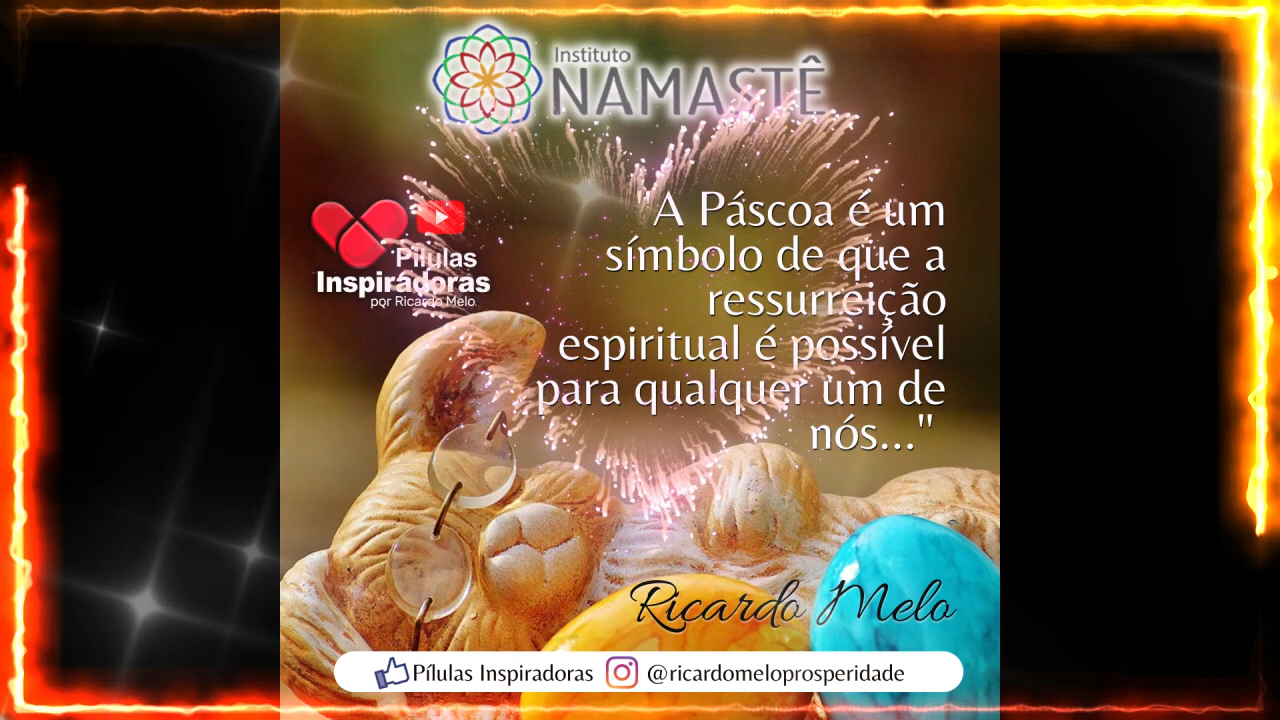 Instituto
NAMASTÊ
"A Páscoa é um
símbolo de que a
ressurreição
espiritual é possível
para qualquer um de
nós..."
Pílulas
Inspiradoras
por Ricardo Melo
Ricardo Melo
Pílulas Inspiradoras @ricardomeloprosperidade